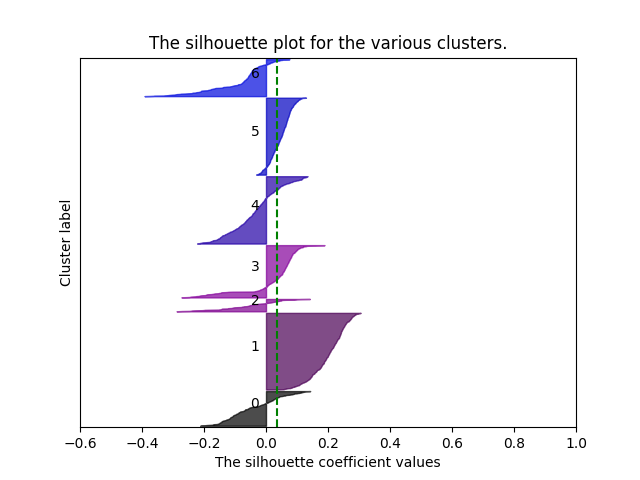 The silhouette plot for the various clusters.
6
5
4
3
2
1
0
Cluster label
−0.6 −0.4 −0.2 0.0 0.2 0.4 0.6 0.8 1.0
The silhouette coefficient values